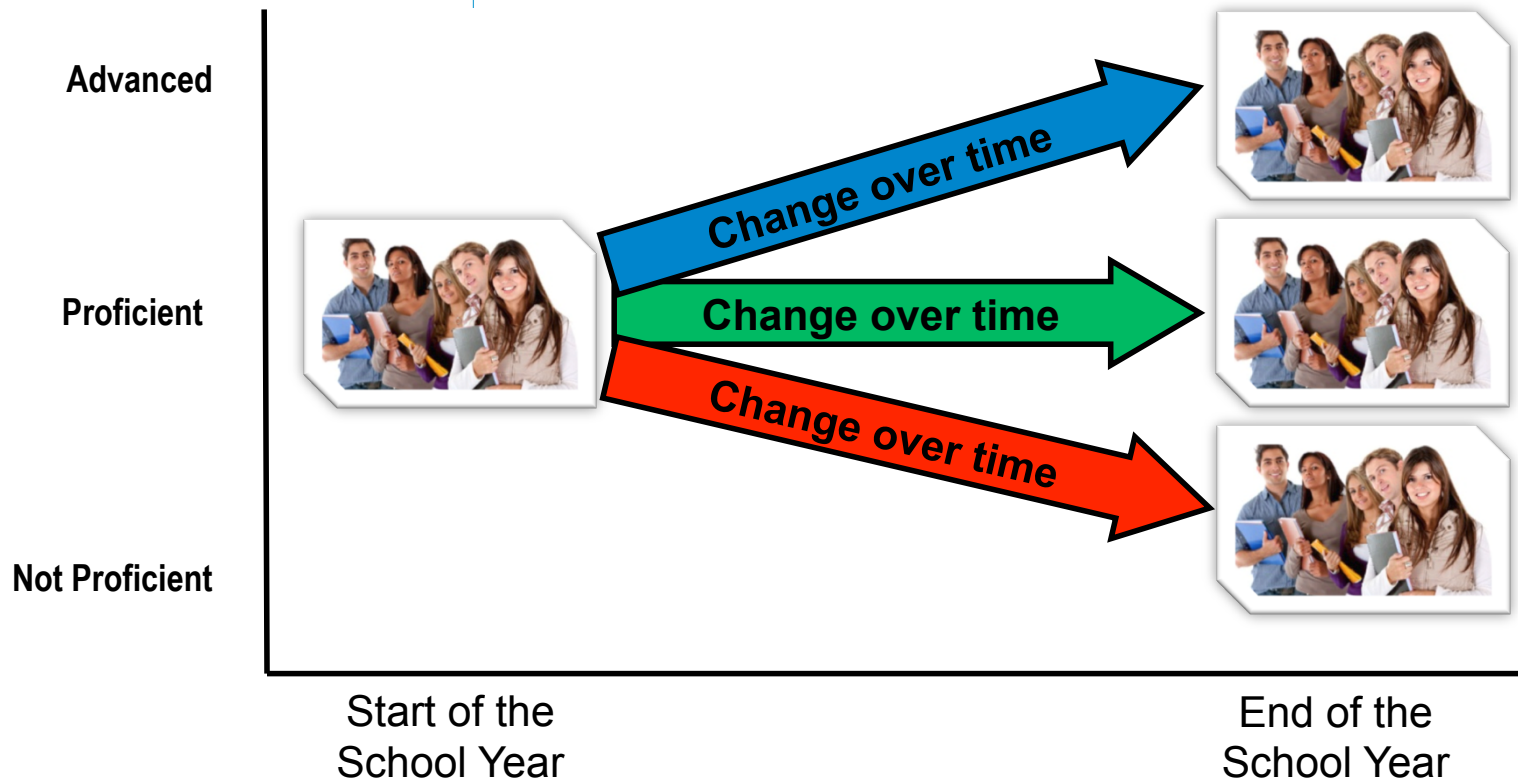 Advanced
Change over time
Proficient
Change over time
Change over time
Not Proficient
Start of the
School Year
End of the
School Year